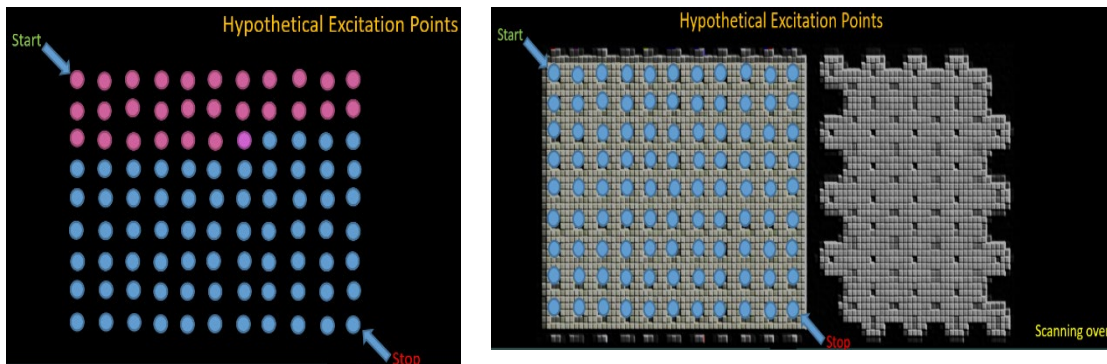 Hypothetical Excitation Points
Start
Stop
Hypothetical Excitation Points
Start
Stop
Scanning over